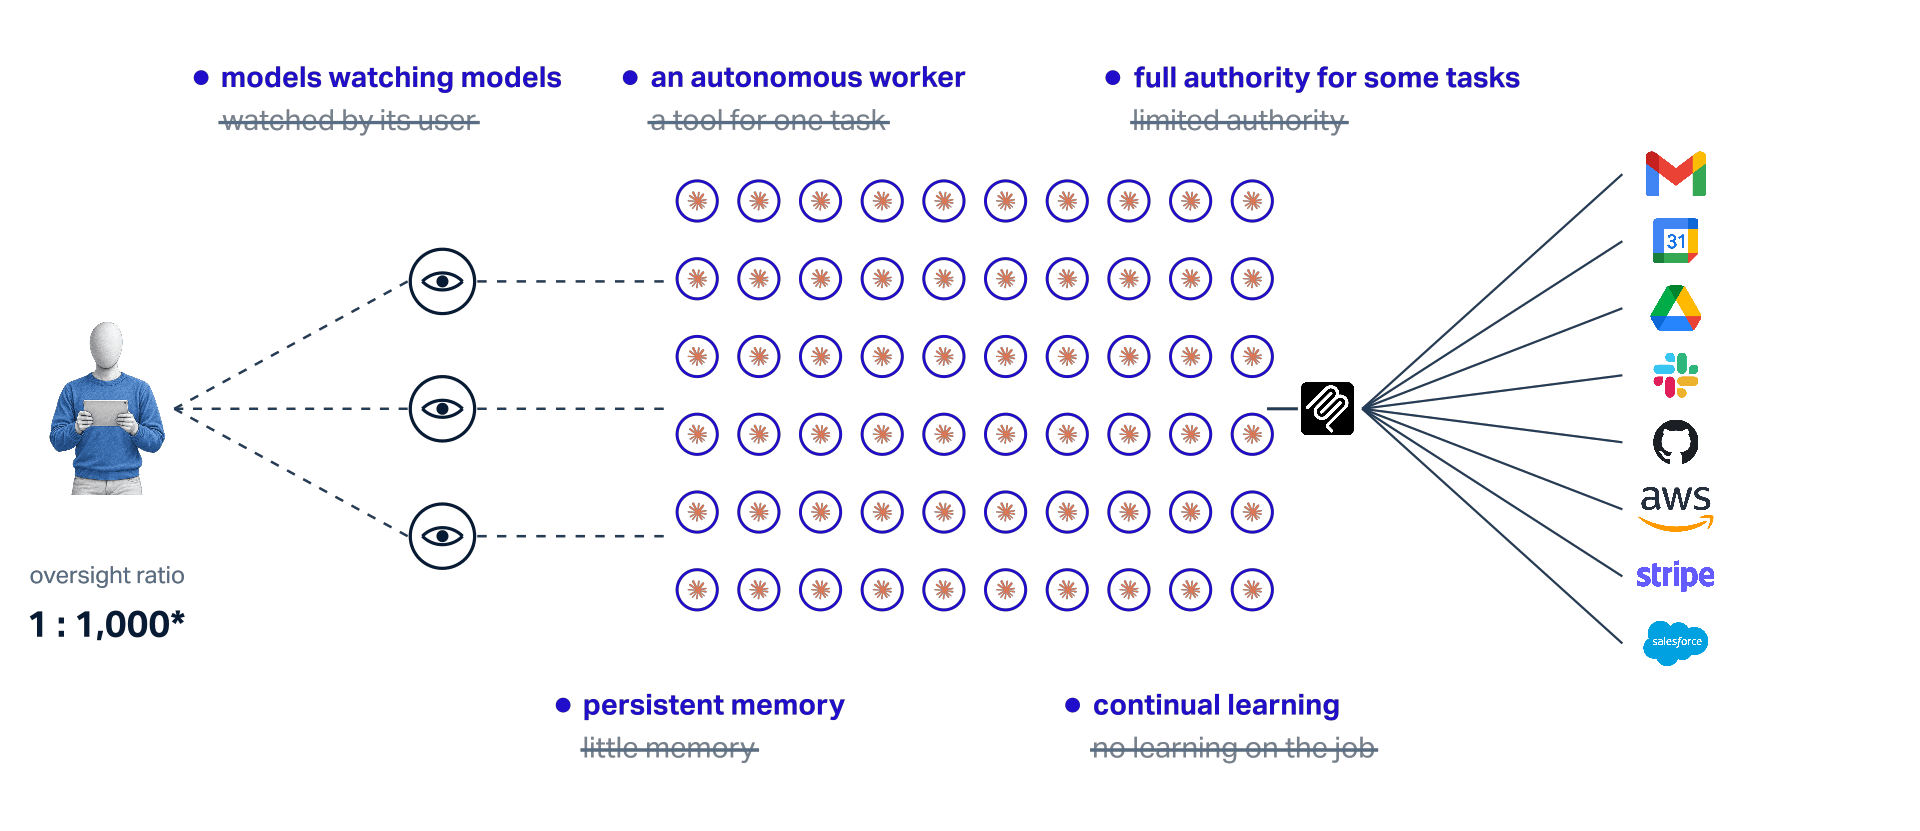 models watching models
watched by its user
an autonomous worker
a tool for one task
full authority for some tasks
limited authority
31
aws
stripe
salesforce
oversight ratio
1 : 1,000*
persistent memory
little memory
continual learning
no learning on the job